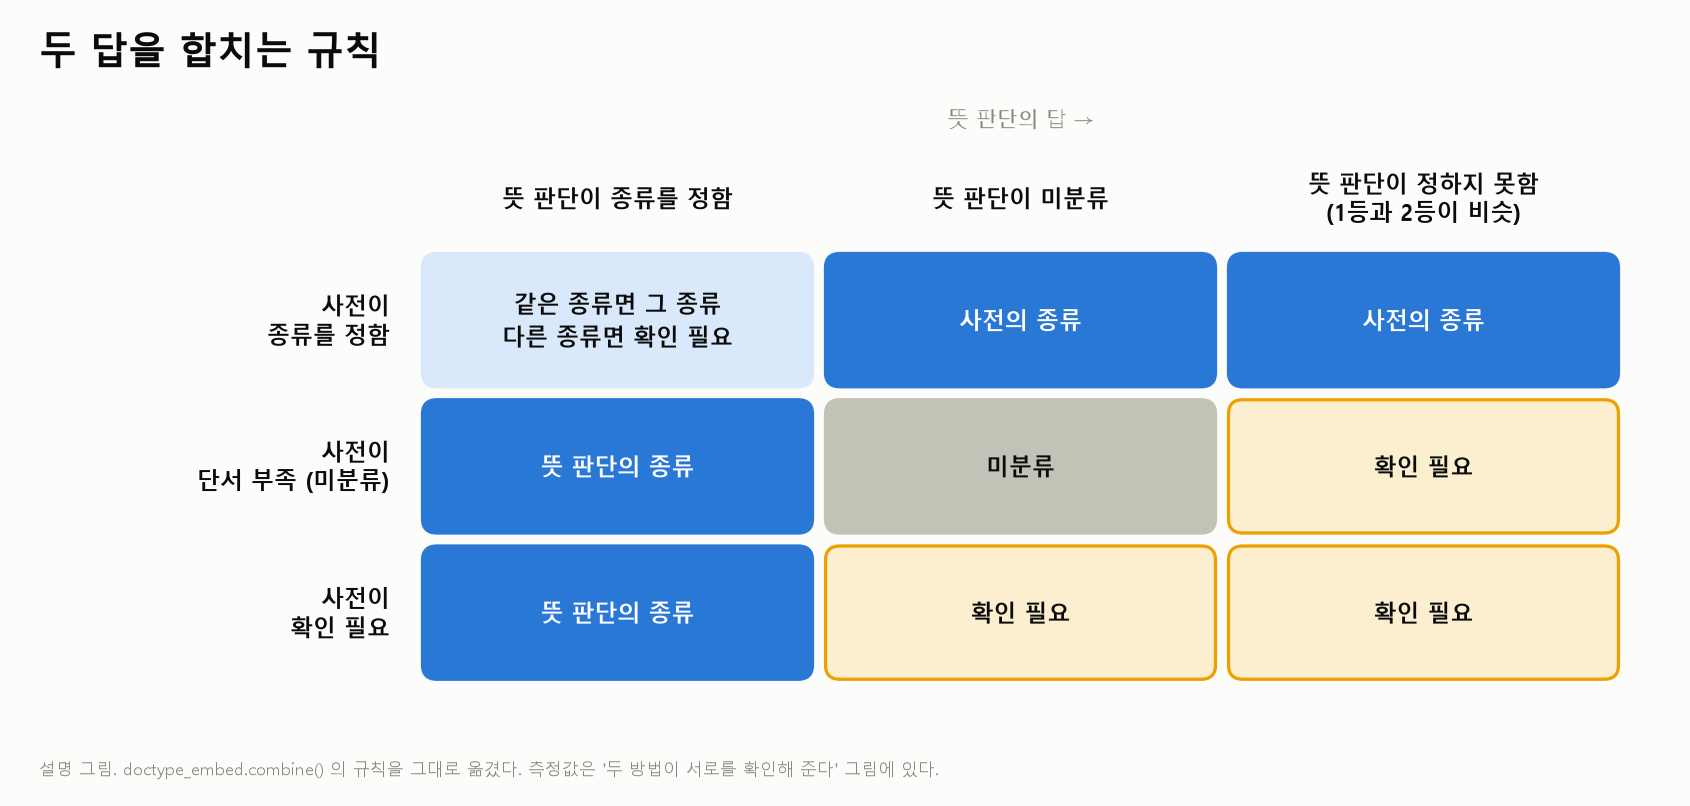 두 답을 합치는 규칙
뜻 판단의 답 →
뜻 판단이 종류를 정함
뜻 판단이 미분류
뜻 판단이 정하지 못함
(1등과 2등이 비슷)
사전이
종류를 정함
같은 종류면 그 종류
다른 종류면 확인 필요
사전의 종류
사전의 종류
사전이
단서 부족 (미분류)
뜻 판단의 종류
미분류
확인 필요
사전이
확인 필요
뜻 판단의 종류
확인 필요
확인 필요
설명 그림. doctype_embed.combine() 의 규칙을 그대로 옮겼다. 측정값은 '두 방법이 서로를 확인해 준다' 그림에 있다.